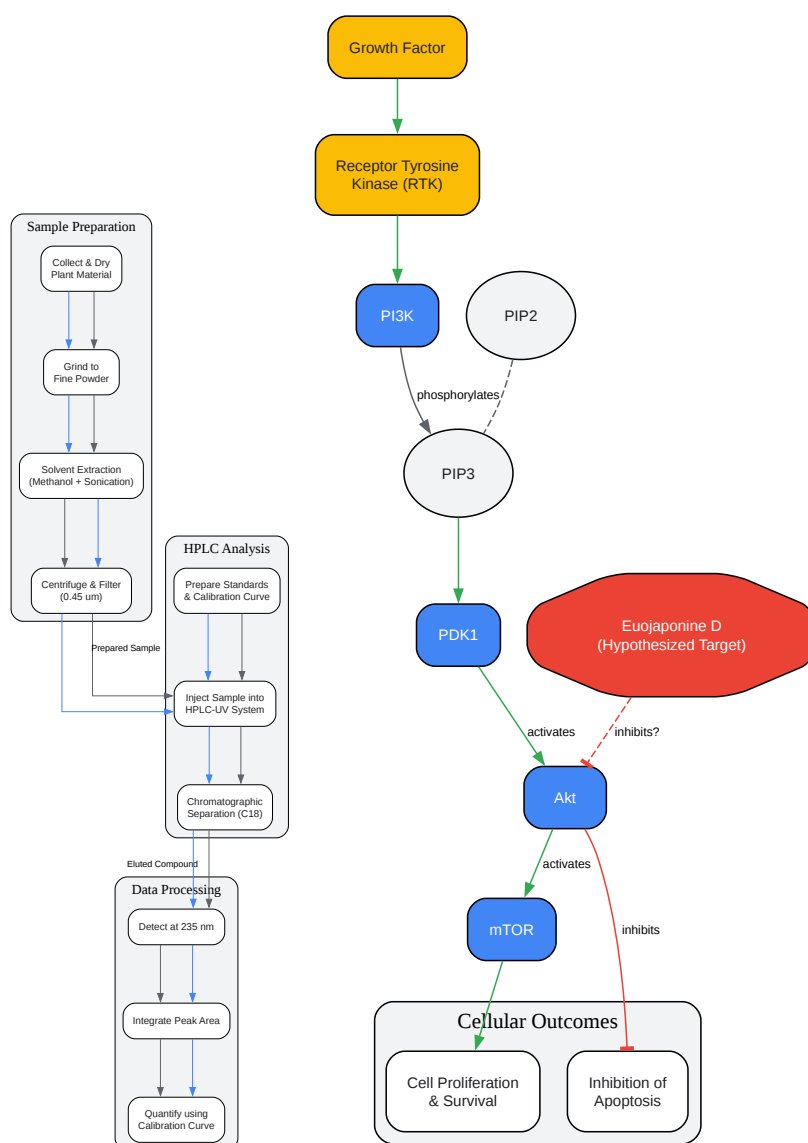 Growth Factor
Receptor Tyrosine
Kinase (RTK)
PI3K
PIP2
phosphorylates
PIP3
PDK1
Euojaponine D
(Hypothesized Target)
activates
inhibits?
Akt
activates
mTOR
inhibits
Cellular Outcomes
Cell Proliferation
& Survival
Inhibition of
Apoptosis
Sample Preparation
Collect & Dry
Plant Material
Grind to
Fine Powder
Solvent Extraction
(Methanol + Sonication)
Centrifuge & Filter
(0.45 um)
Prepared Sample
HPLC Analysis
Prepare Standards
& Calibration Curve
Inject Sample into
HPLC-UV System
Chromatographic
Separation (C18)
Eluted Compound
Data Processing
Detect at 235 nm
Integrate Peak Area
Quantify using
Calibration Curve